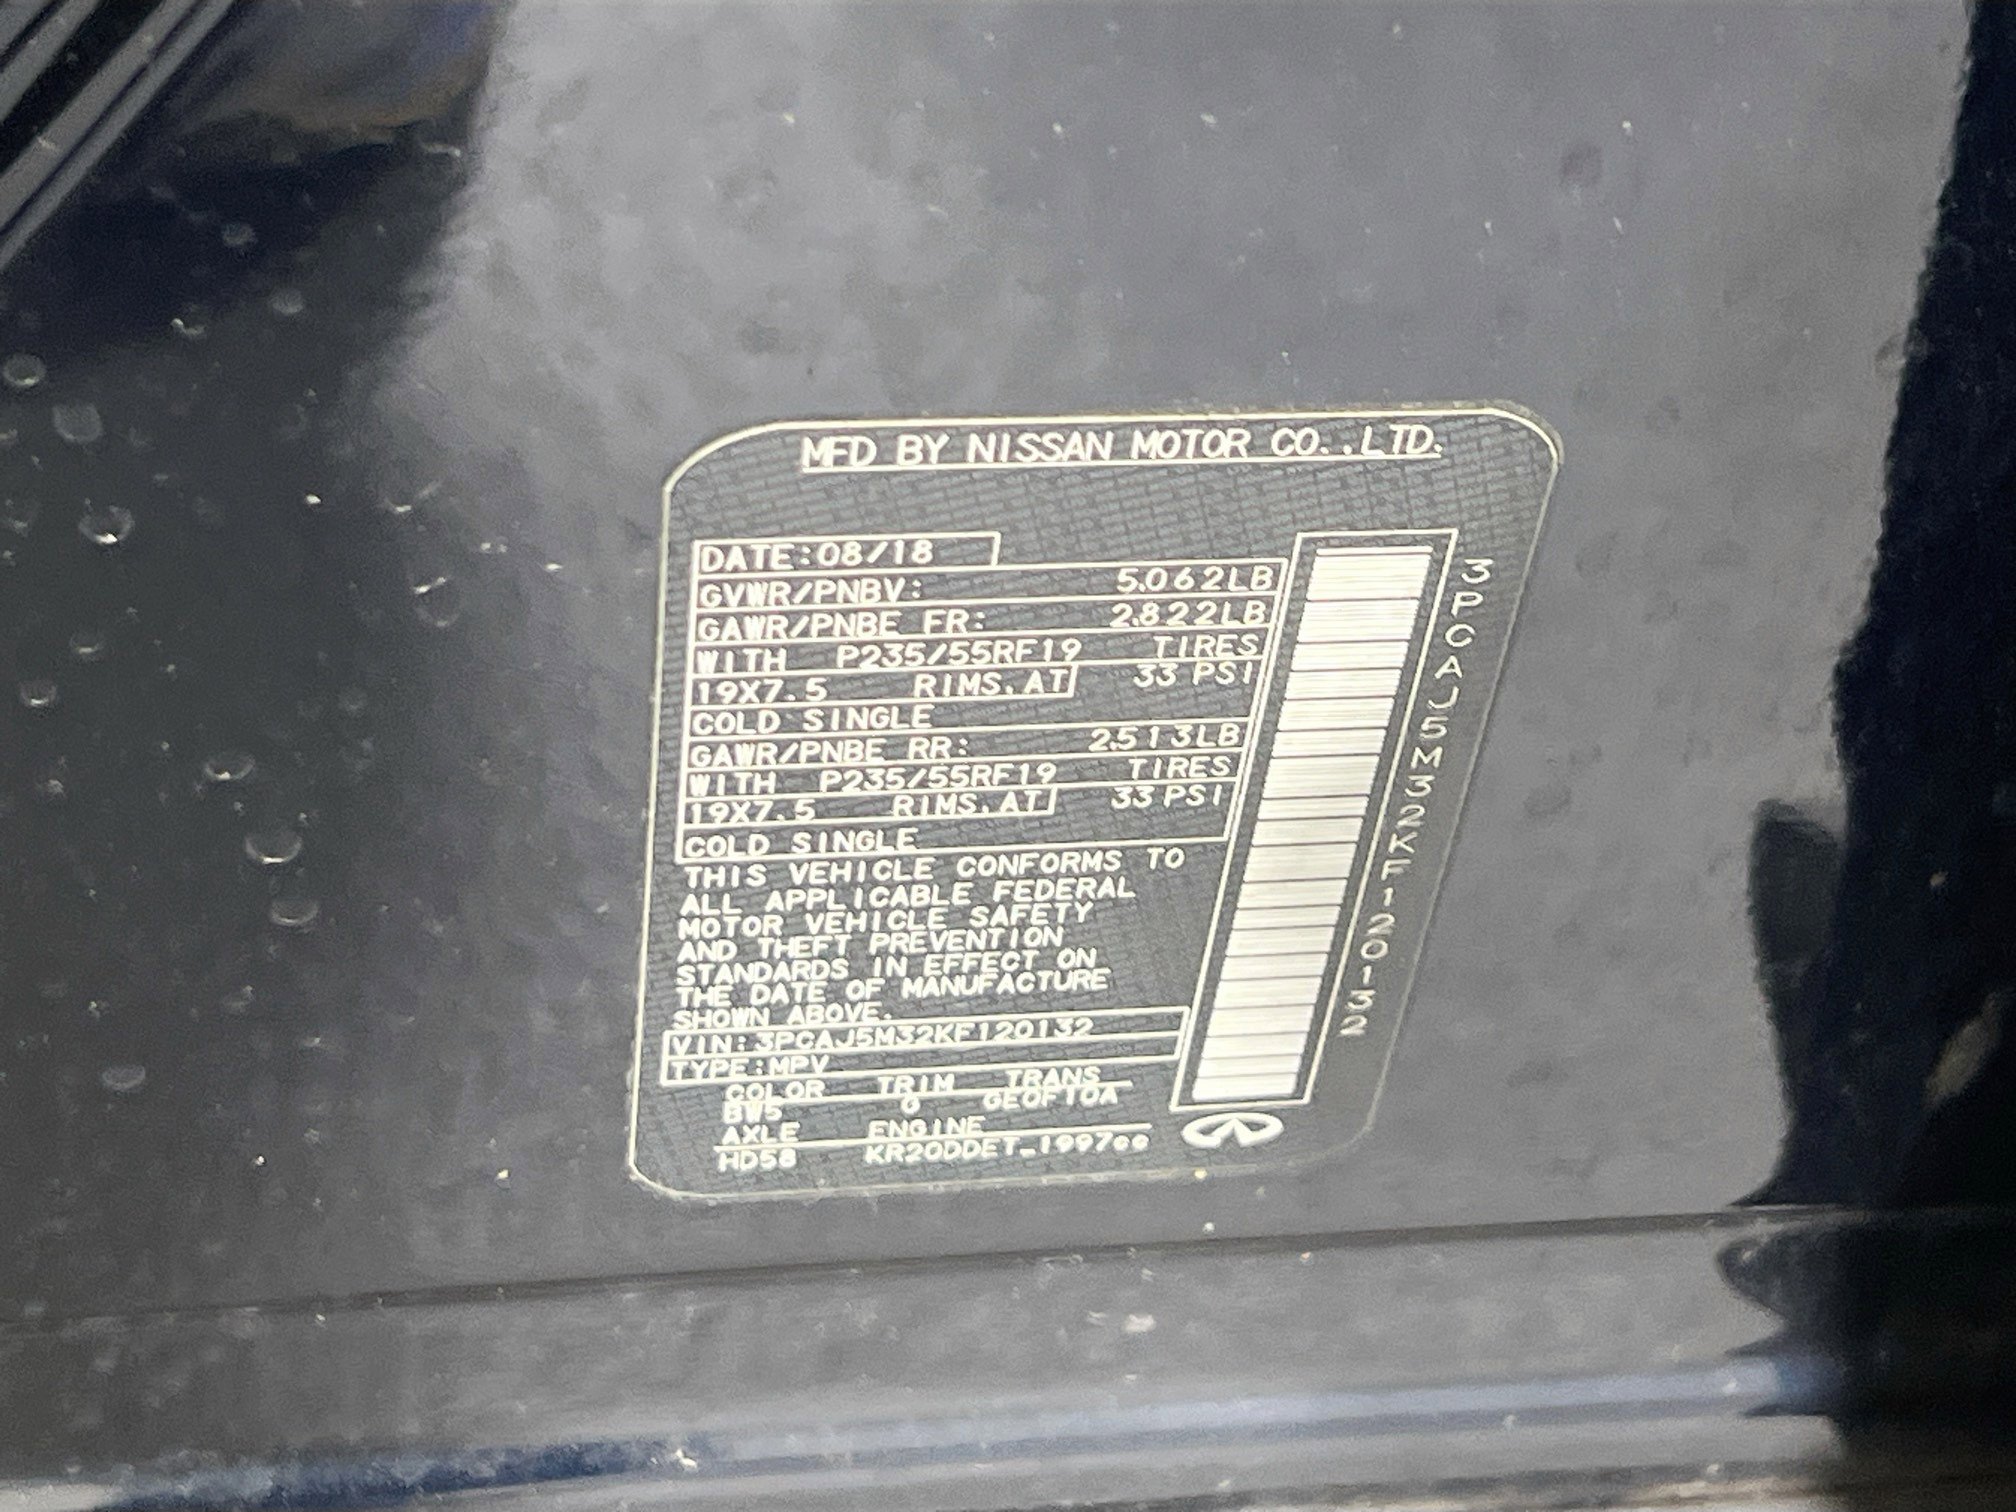 MFD BY NISSAN MOTOR CO.,LTD.
DATE:08/18
GVWR/PNBV: 5,062LB
GAWR/PNBE FR: 2,822LB
WITH P235/55RF19 TIRES
19X7.5 RIMS, AT 33 PSI
COLD SINGLE
GAWR/PNBE RR: 2,513LB
WITH P235/55RF19 TIRES
19X7.5 RIMS, AT 33 PSI
COLD SINGLE
THIS VEHICLE CONFORMS TO
ALL APPLICABLE FEDERAL
MOTOR VEHICLE SAFETY
AND THEFT PREVENTION
STANDARDS IN EFFECT ON
THE DATE OF MANUFACTURE
SHOWN ABOVE.
VIN:3PCAJ5M32KF120132
TYPE:MPV
COLOR TRIM TRANS
BW5 G GEOF10A
AXLE ENGINE
HD58 KR20DDET-1997cc
3PCAJ5M32KF120132